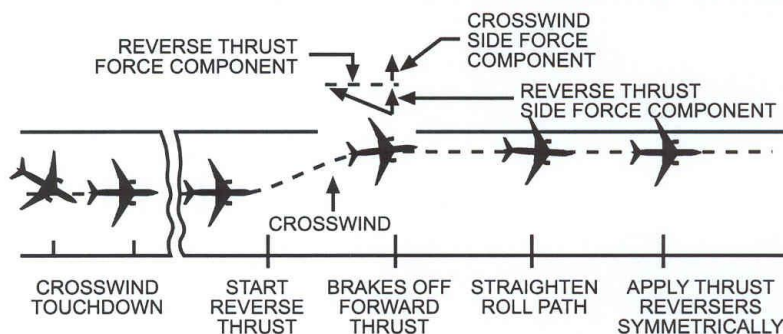 REVERSE THRUST
FORCE COMPONENT
CROSSWIND
SIDE FORCE
COMPONENT
REVERSE THRUST
SIDE FORCE COMPONENT
CROSSWIND
CROSSWIND
TOUCHDOWN
START
REVERSE
THRUST
BRAKES OFF
FORWARD
THRUST
STRAIGHTEN
ROLL PATH
APPLY THRUST
REVERSERS
SYMMETRICALLY